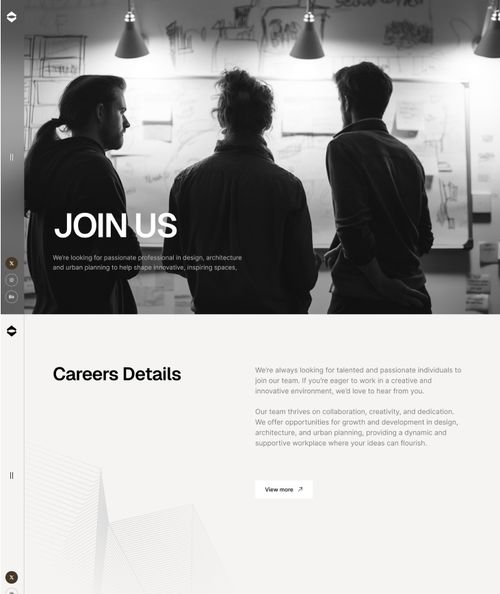 JOIN US
We're looking for passionate professional in design, architecture
and urban planning to help shape innovative, inspiring spaces,
Careers Details
We're always looking for talented and passionate individuals to
join our team. If you're eager to work in a creative and
innovative environment, we'd love to hear from you.
Our team thrives on collaboration, creativity, and dedication.
We offer opportunities for growth and development in design,
architecture, and urban planning, providing a dynamic and
supportive workplace where your ideas can flourish.
View more